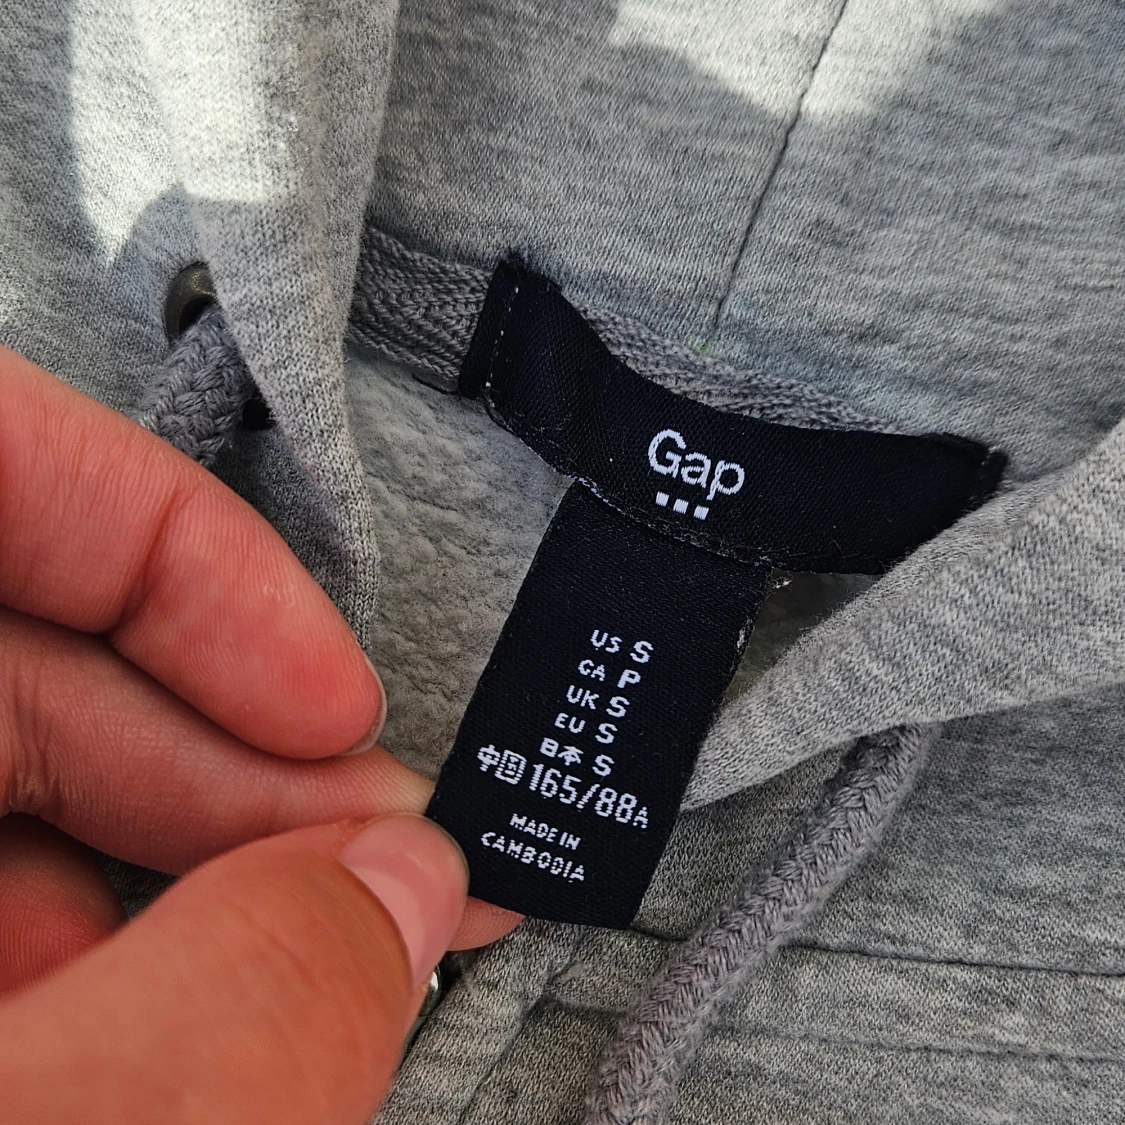 Gap
US S
CA P
UK S
EU S
日本 S
中国 165/88A
MADE IN
CAMBODIA